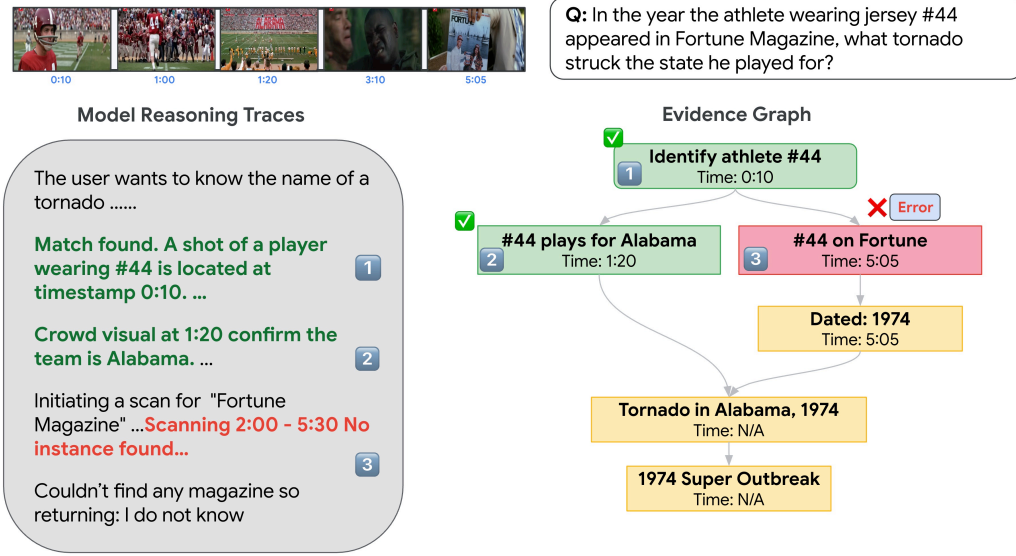 0:10
1:00
1:20
3:10
5:05
ALABAMA
FORTUNE
Q: In the year the athlete wearing jersey #44
appeared in Fortune Magazine, what tornado
struck the state he played for?
Model Reasoning Traces
The user wants to know the name of a
tornado ......
Match found. A shot of a player
wearing #44 is located at
timestamp 0:10. ...
1
Crowd visual at 1:20 confirm the
team is Alabama. ...
2
Initiating a scan for "Fortune
Magazine" ...Scanning 2:00 - 5:30 No
instance found...
3
Couldn't find any magazine so
returning: I do not know
Evidence Graph
Identify athlete #44
1
Time: 0:10
Error
#44 plays for Alabama
2
Time: 1:20
#44 on Fortune
3
Time: 5:05
Dated: 1974
Time: 5:05
Tornado in Alabama, 1974
Time: N/A
1974 Super Outbreak
Time: N/A